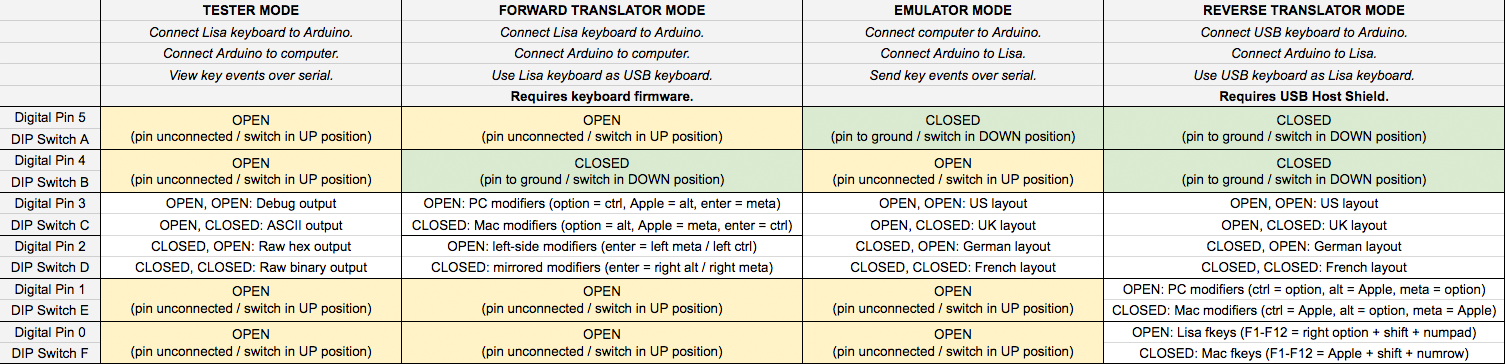 TESTER MODE FORWARD TRANSLATOR MODE EMULATOR MODE REVERSE TRANSLATOR MODE
Connect Lisa keyboard to Arduino. Connect Lisa keyboard to Arduino. Connect computer to Arduino. Connect USB keyboard to Arduino.
Connect Arduino to computer. Connect Arduino to computer. Connect Arduino to Lisa. Connect Arduino to Lisa.
View key events over serial. Use Lisa keyboard as USB keyboard. Send key events over serial. Use USB keyboard as Lisa keyboard.
Requires keyboard firmware. Requires USB Host Shield.
Digital Pin 5 OPEN OPEN CLOSED CLOSED
DIP Switch A (pin unconnected / switch in UP position) (pin unconnected / switch in UP position) (pin to ground / switch in DOWN position) (pin to ground / switch in DOWN position)
Digital Pin 4 OPEN CLOSED OPEN CLOSED
DIP Switch B (pin unconnected / switch in UP position) (pin to ground / switch in DOWN position) (pin unconnected / switch in UP position) (pin to ground / switch in DOWN position)
Digital Pin 3 OPEN, OPEN: Debug output OPEN: PC modifiers (option = ctrl, Apple = alt, enter = meta) OPEN, OPEN: US layout OPEN, OPEN: US layout
DIP Switch C OPEN, CLOSED: ASCII output CLOSED: Mac modifiers (option = alt, Apple = meta, enter = ctrl) OPEN, CLOSED: UK layout OPEN, CLOSED: UK layout
Digital Pin 2 CLOSED, OPEN: Raw hex output OPEN: left-side modifiers (enter = left meta / left ctrl) CLOSED, OPEN: German layout CLOSED, OPEN: German layout
DIP Switch D CLOSED, CLOSED: Raw binary output CLOSED: mirrored modifiers (enter = right alt / right meta) CLOSED, CLOSED: French layout CLOSED, CLOSED: French layout
Digital Pin 1 OPEN OPEN OPEN OPEN: PC modifiers (ctrl = option, alt = Apple, meta = option)
DIP Switch E (pin unconnected / switch in UP position) (pin unconnected / switch in UP position) (pin unconnected / switch in UP position) CLOSED: Mac modifiers (ctrl = Apple, alt = option, meta = Apple)
Digital Pin 0 OPEN OPEN OPEN OPEN: Lisa fkeys (F1-F12 = right option + shift + numpad)
DIP Switch F (pin unconnected / switch in UP position) (pin unconnected / switch in UP position) (pin unconnected / switch in UP position) CLOSED: Mac fkeys (F1-F12 = Apple + shift + numrow)